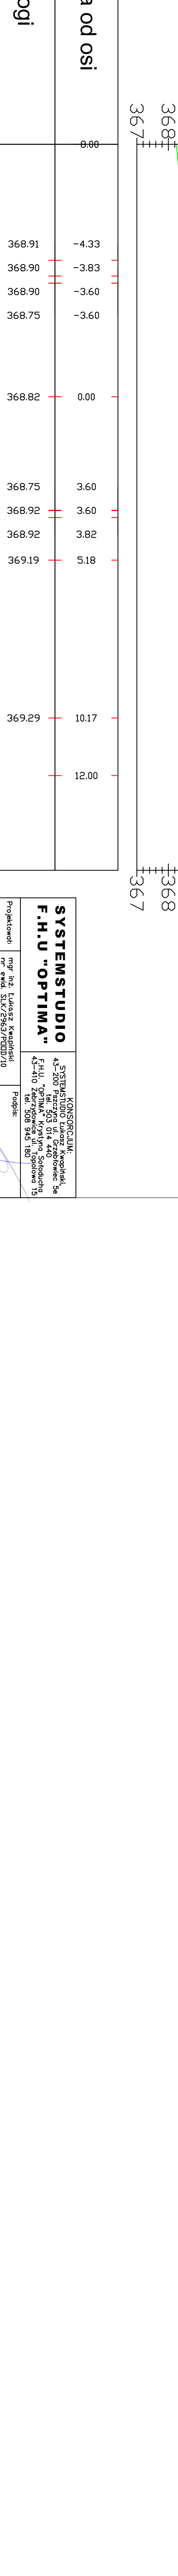 ogi
a od osi
367
368
-8.00
368.91 -4.33
368.90 -3.83
368.90 -3.60
368.75 -3.60
368.82 0.00
368.75 3.60
368.92 3.60
368.92 3.82
369.19 5.18
369.29 10.17
12.00
367
368
SYSTEMSTUDIO
F.H.U "OPTIMA"
KONSORCJUM:
SYSTEMSTUDIO Łukasz Kwapiński,
43-200 Pszczyna ul. Grzebłowiec 5e
tel. 503 014 440
F.H.U. "OPTIMA" Krystyna
43-410 Zebrzydowice ul. Topolowa 15
tel. 508 945 180
Projektował:
mgr inż. Łukasz Kwapiński
nr ewid. SLK/2963/POOD/10
Podpis: